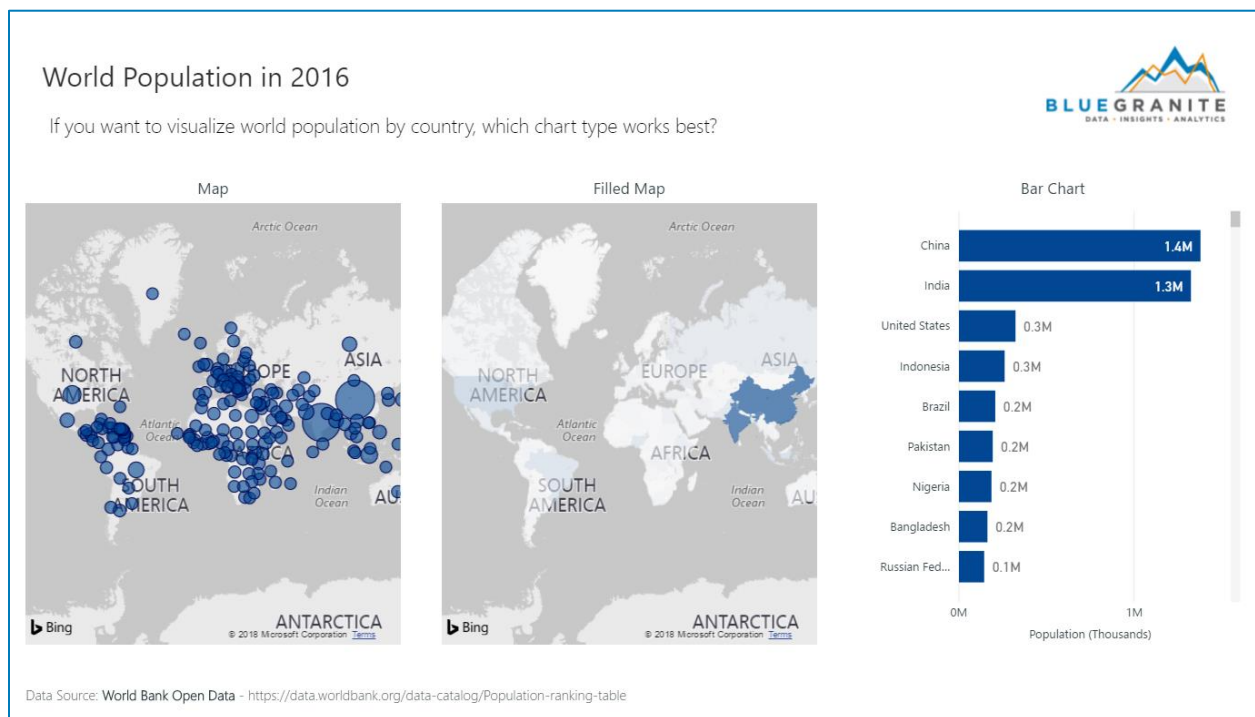 World Population in 2016
BLUEGRANITE
DATA • INSIGHTS • ANALYTICS
If you want to visualize world population by country, which chart type works best?
Map
Arctic Ocean
EUROPE
ASIA
NORTH
AMERICA
Atlantic
Ocean
AFRICA
SOUTH
AMERICA
Indian
Ocean
AU
ANTARCTICA
Bing
© 2018 Microsoft Corporation Terms
Filled Map
Arctic Ocean
EUROPE
ASIA
NORTH
AMERICA
Atlantic
Ocean
AFRICA
SOUTH
AMERICA
Indian
Ocean
AUS
ANTARCTICA
Bing
© 2018 Microsoft Corporation Terms
Bar Chart
China 1.4M
India 1.3M
United States 0.3M
Indonesia 0.3M
Brazil 0.2M
Pakistan 0.2M
Nigeria 0.2M
Bangladesh 0.2M
Russian Fed... 0.1M
0M 1M
Population (Thousands)
Data Source: World Bank Open Data - https://data.worldbank.org/data-catalog/Population-ranking-table